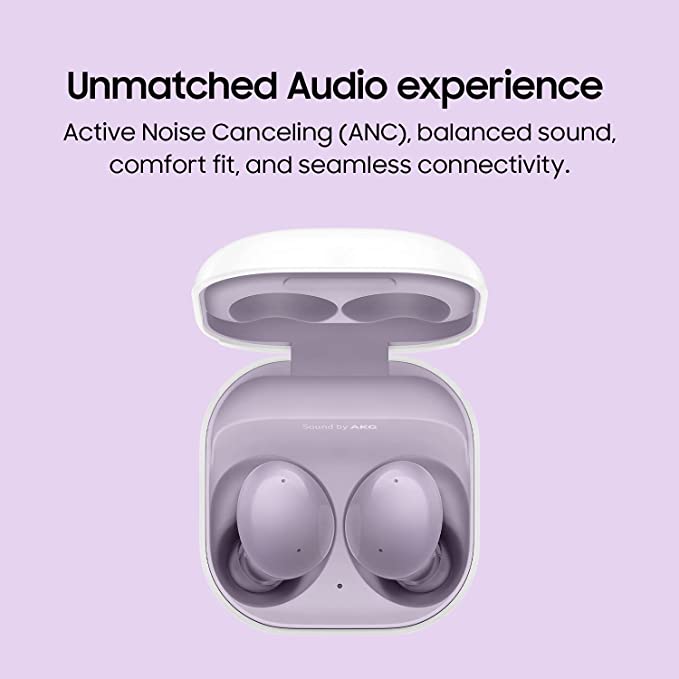 Unmatched Audio experience
Active Noise Canceling (ANC), balanced sound,
comfort fit, and seamless connectivity.
Sound by AKG